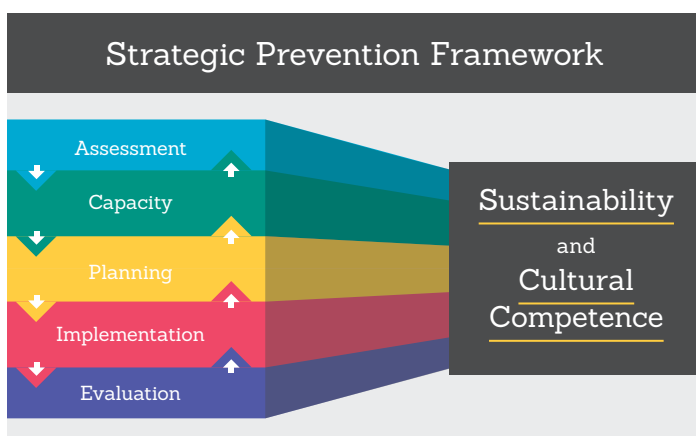 Strategic Prevention Framework
Assessment
Capacity
Planning
Implementation
Evaluation
Sustainability
and
Cultural
Competence